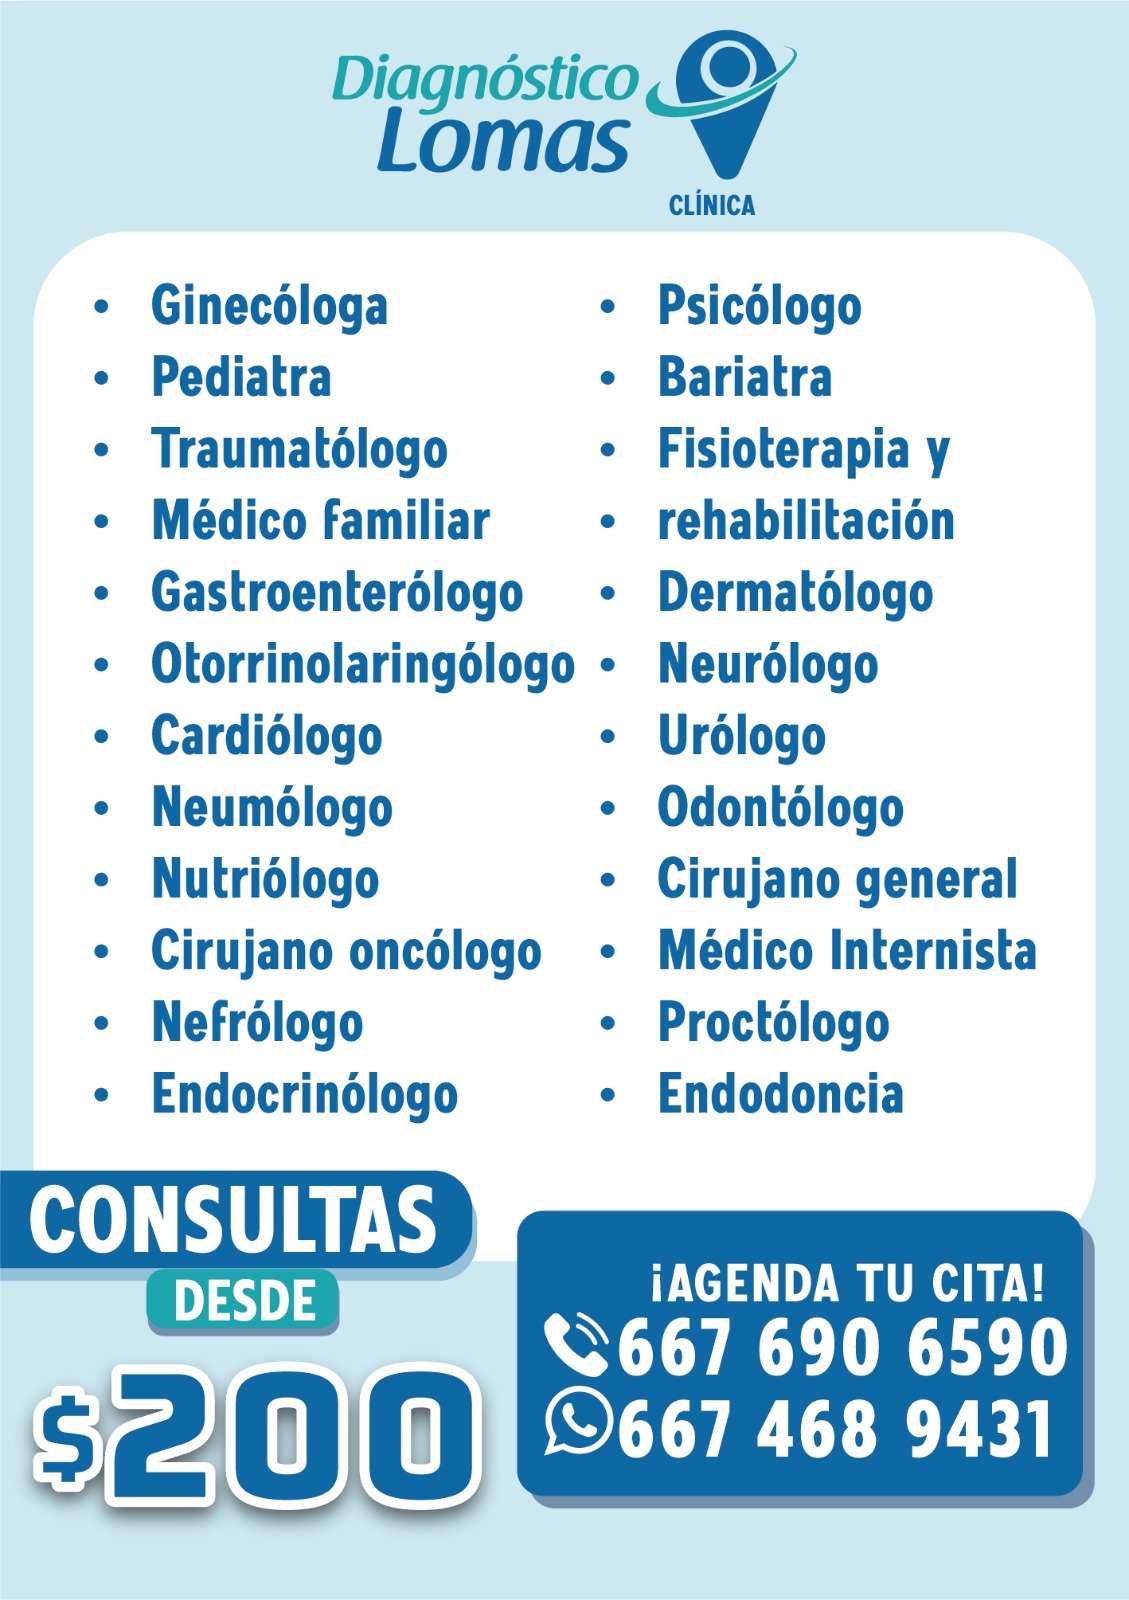 Diagnóstico
Lomas
CLÍNICA
• Ginecóloga
• Pediatra
• Traumatólogo
• Médico familiar
• Gastroenterólogo
• Otorrinolaringólogo
• Cardiólogo
• Neumólogo
• Nutriólogo
• Cirujano oncólogo
• Nefrólogo
• Endocrinólogo
• Psicólogo
• Bariatra
• Fisioterapia y
• rehabilitación
• Dermatólogo
• Neurólogo
• Urólogo
• Odontólogo
• Cirujano general
• Médico Internista
• Proctólogo
• Endodoncia
CONSULTAS
DESDE
$200
¡AGENDA TU CITA!
667 690 6590
667 468 9431